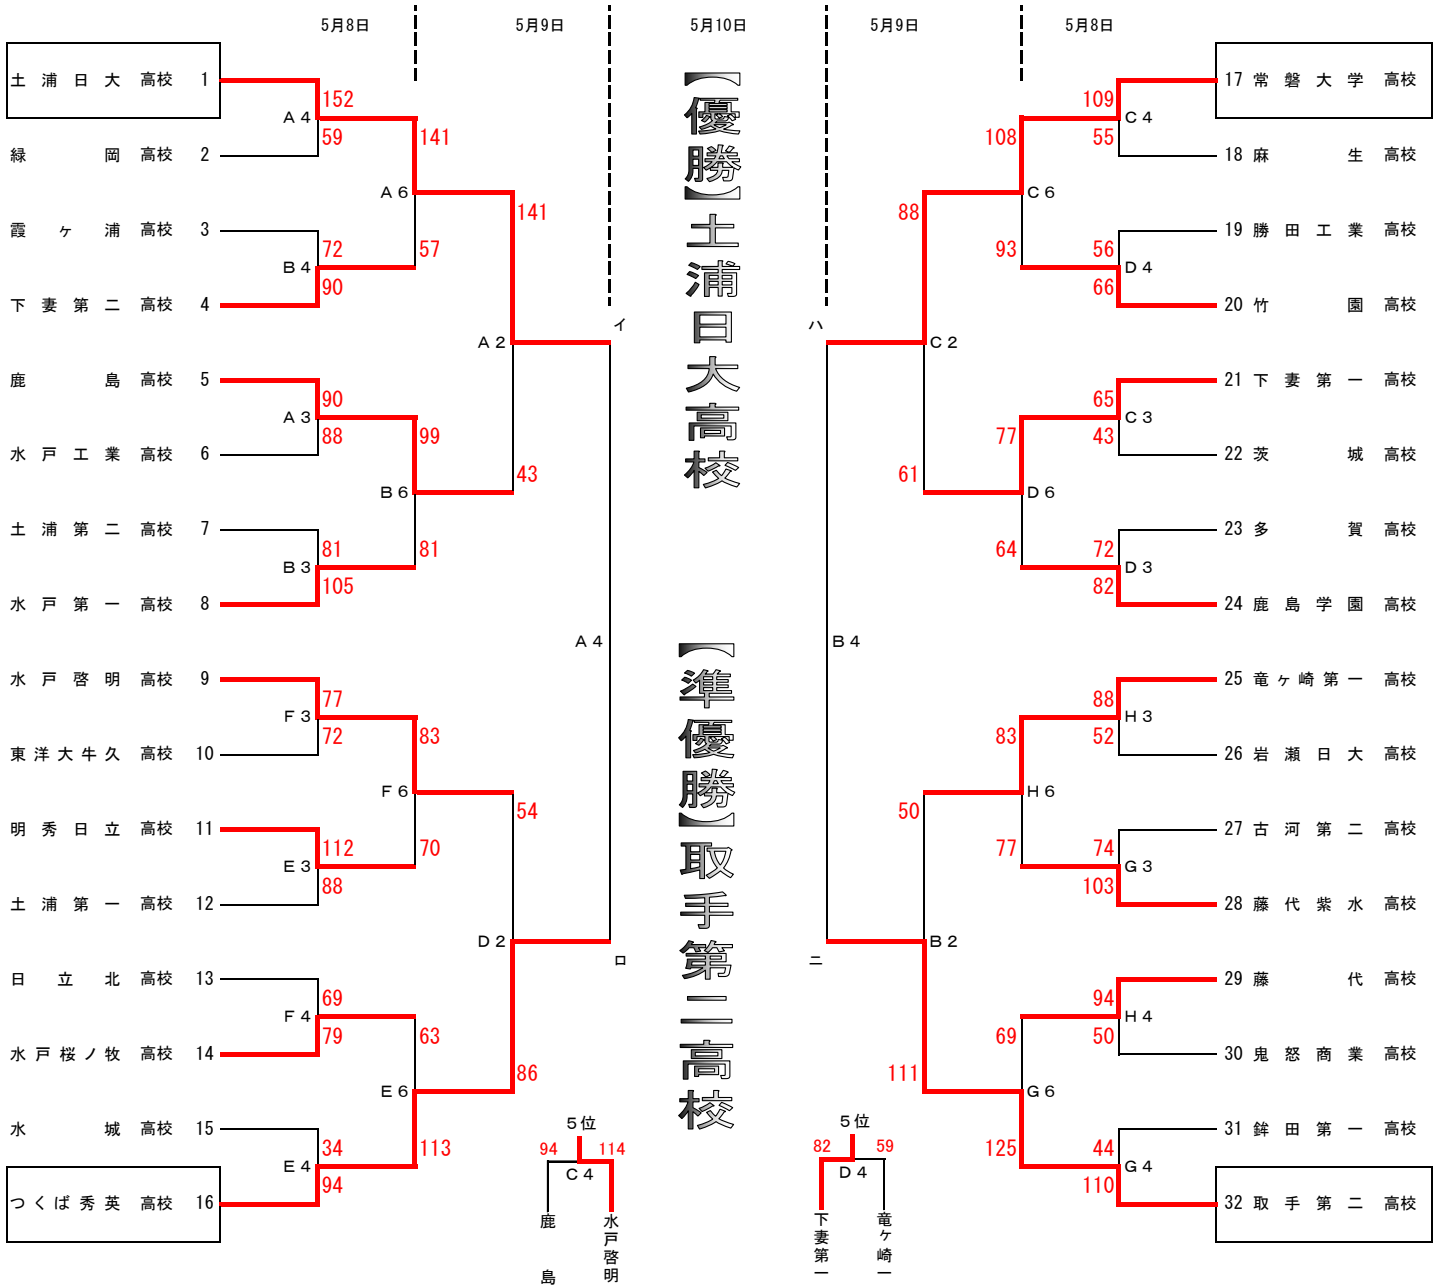 5月8日
5月9日
5月10日
5月9日
5月8日
土浦日大 高校 1
緑岡 高校 2
霞ヶ浦 高校 3
下妻第二 高校 4
鹿島 高校 5
水戸工業 高校 6
土浦第二 高校 7
水戸第一 高校 8
水戸啓明 高校 9
東洋大牛久 高校 10
明秀日立 高校 11
土浦第一 高校 12
日立北 高校 13
水戸桜ノ牧 高校 14
水城 高校 15
つくば秀英 高校 16
A4
152
59
B4
72
90
A3
90
88
B3
81
105
F3
77
72
E3
112
88
F4
69
79
E4
34
94
A6
141
57
B6
99
81
F6
83
70
E6
63
113
A2
141
43
D2
54
86
イ
ロ
A4
【優勝】土浦日大高校
【準優勝】取手第二高校
ハ
ニ
B4
C2
88
61
B2
50
111
C6
108
93
D6
77
64
H6
83
77
G6
69
125
109
C4
55
56
D4
66
65
C3
43
72
D3
82
88
H3
52
74
G3
103
94
H4
50
44
G4
110
17 常磐大学 高校
18 麻生 高校
19 勝田工業 高校
20 竹園 高校
21 下妻第一 高校
22 茨城 高校
23 多賀 高校
24 鹿島学園 高校
25 竜ヶ崎第一 高校
26 岩瀬日大 高校
27 古河第二 高校
28 藤代紫水 高校
29 藤代 高校
30 鬼怒商業 高校
31 鉾田第一 高校
32 取手第二 高校
5位
94
114
C4
鹿島
水戸啓明
5位
82
59
D4
下妻第一
竜ヶ崎一